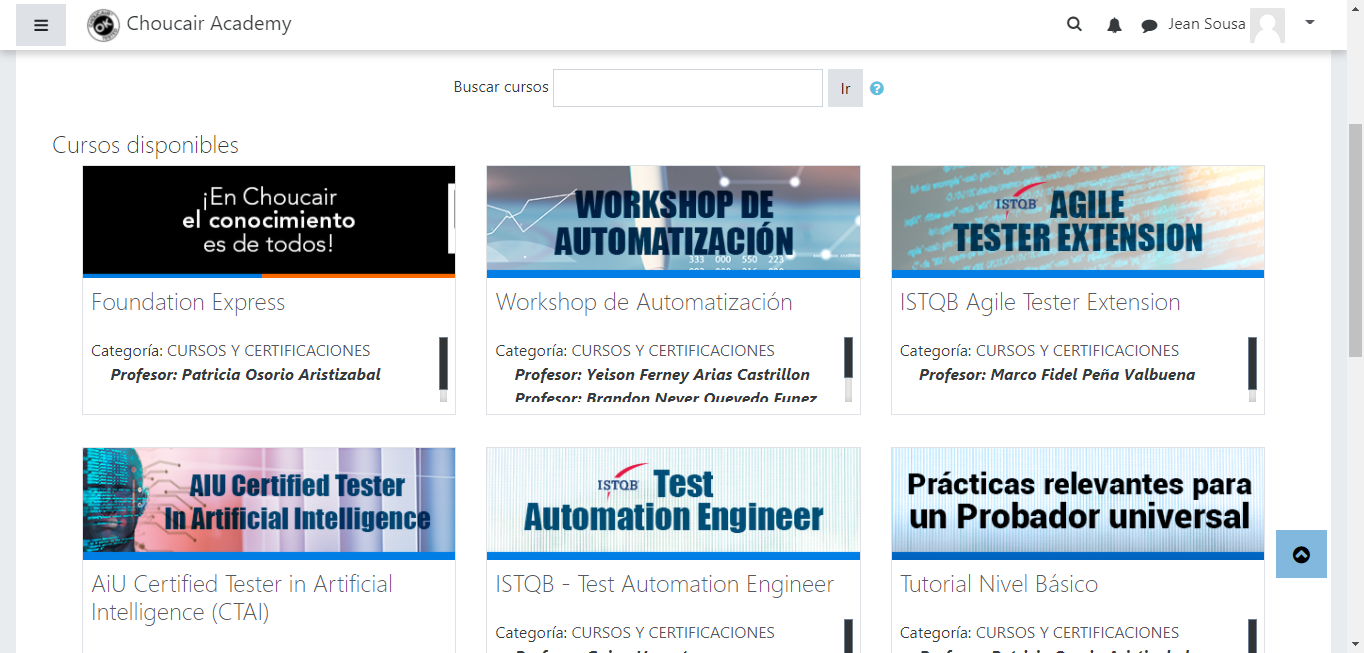 Choucair Academy
Jean Sousa
Buscar cursos
Ir
Cursos disponibles
¡En Choucair
el conocimiento
es de todos!
Foundation Express
Categoría: CURSOS Y CERTIFICACIONES
Profesor: Patricia Osorio Aristizabal
WORKSHOP DE
AUTOMATIZACIÓN
333 000 550 223
Workshop de Automatización
Categoría: CURSOS Y CERTIFICACIONES
Profesor: Yeison Ferney Arias Castrillon
Profesor: Brandon Never Quevedo Funez
ISTQB AGILE
TESTER EXTENSION
ISTQB Agile Tester Extension
Categoría: CURSOS Y CERTIFICACIONES
Profesor: Marco Fidel Peña Valbuena
AIU Certified Tester
In Artificial Intelligence
AiU Certified Tester in Artificial
Intelligence (CTAI)
ISTQB Test
Automation Engineer
ISTQB - Test Automation Engineer
Categoría: CURSOS Y CERTIFICACIONES
Prácticas relevantes para
un Probador universal
Tutorial Nivel Básico
Categoría: CURSOS Y CERTIFICACIONES